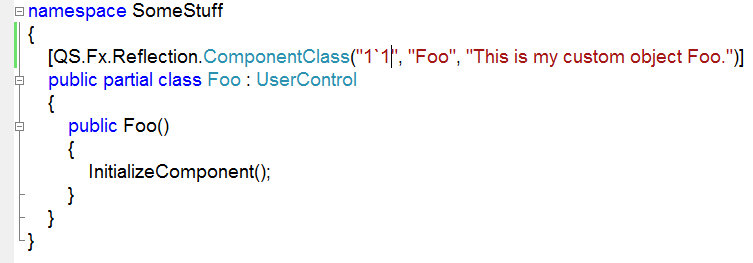 namespace SomeStuff
{
[QS.Fx.Reflection.ComponentClass("1`1", "Foo", "This is my custom object Foo.")]
public partial class Foo : UserControl
{
public Foo()
{
InitializeComponent();
}
}
}